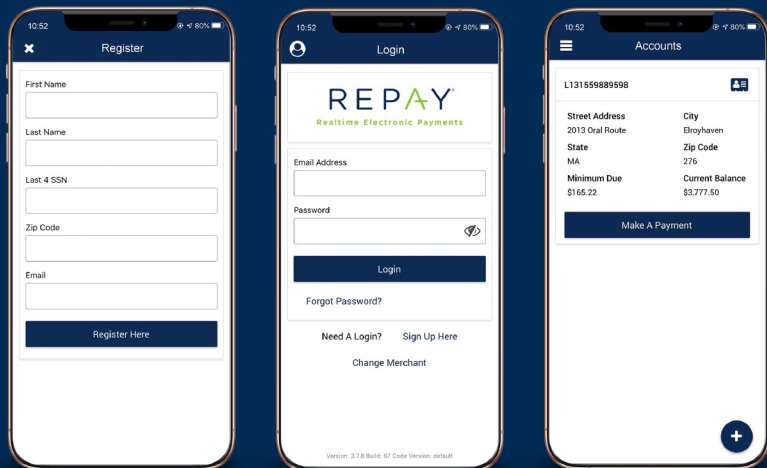 10:52
80%
Register
First Name
Last Name
Last 4 SSN
Zip Code
Email
Register Here
10:52
80%
Login
REPAY
Realtime Electronic Payments
Email Address
Password
Login
Forgot Password?
Need A Login? Sign Up Here
Change Merchant
Version: 3.7.8 Build: 67 Code Version: default
10:52
80%
Accounts
L131559889598
Street Address City
2013 Oral Route Elroyhaven
State Zip Code
MA 276
Minimum Due Current Balance
$165.22 $3,777.50
Make A Payment